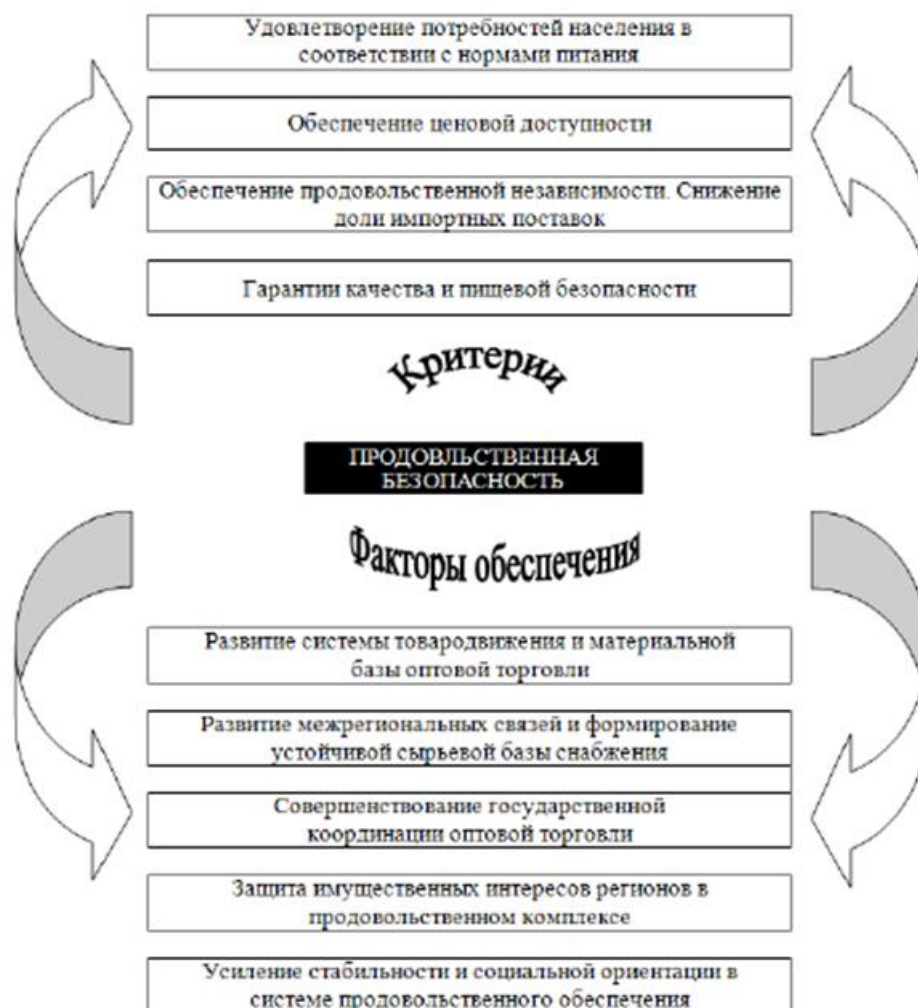 Удовлетворение потребностей населения в
соответствии с нормами питания
Обеспечение ценовой доступности
Обеспечение продовольственной независимости. Снижение
доли импортных поставок
Гарантии качества и пищевой безопасности
Критерии
ПРОДОВЛЬСТВЕННАЯ
БЕЗОПАСНОСТЬ
Факторы обеспечения
Развитие системы товародвижения и материальной
базы оптовой торговли
Развитие межрегиональных связей и формирование
устойчивой сырьевой базы снабжения
Совершенствование государственной
координации оптовой торговли
Защита имущественных интересов регионов в
продовольственном комплексе
Усиление стабильности и социальной ориентации в
системе продовольственного обеспечения